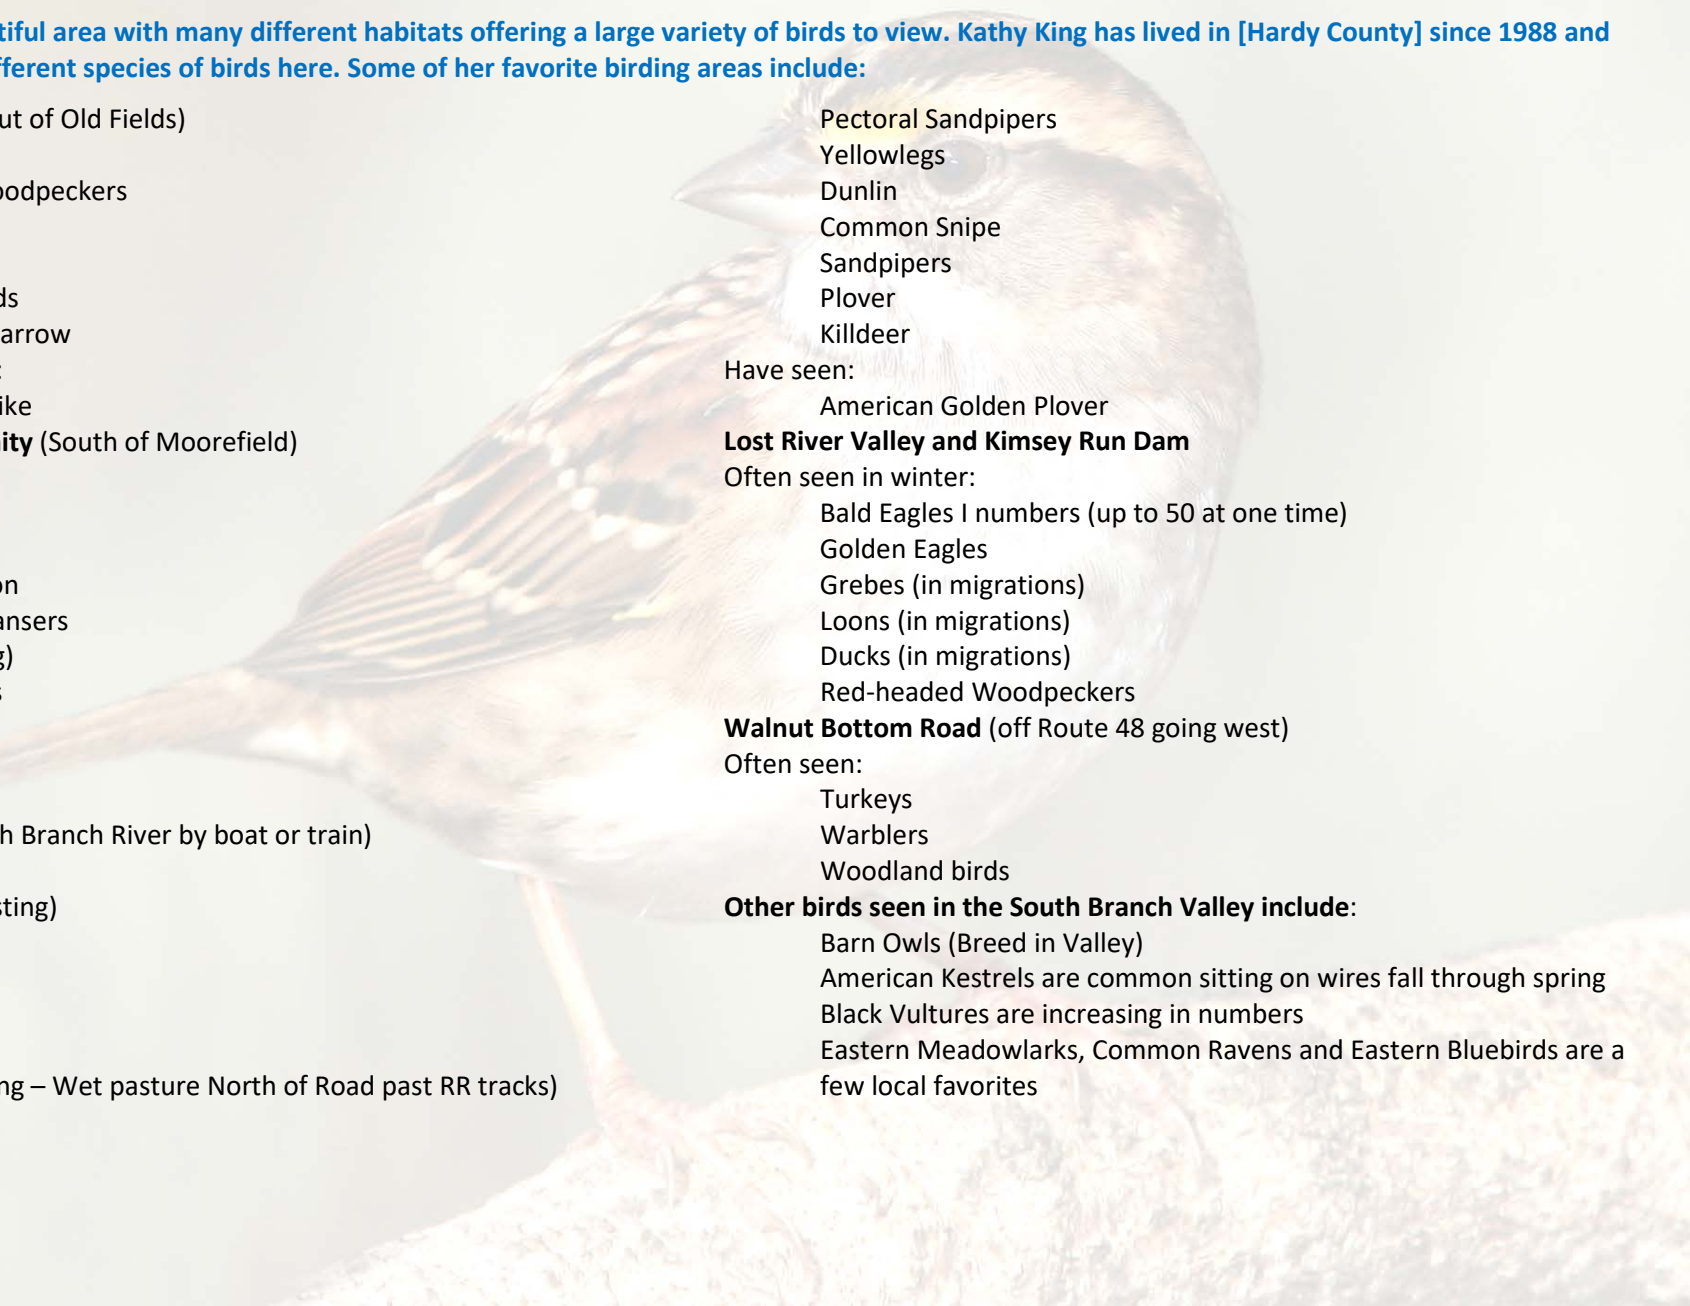 tiful area with many different habitats offering a large variety of birds to view. Kathy King has lived in [Hardy County] since 1988 and
fferent species of birds here. Some of her favorite birding areas include:
ut of Old Fields)
oodpeckers
ds
arrow
:
ike
ity (South of Moorefield)
on
ansers
g)
s
h Branch River by boat or train)
sting)
ng – Wet pasture North of Road past RR tracks)
Pectoral Sandpipers
Yellowlegs
Dunlin
Common Snipe
Sandpipers
Plover
Killdeer
Have seen:
American Golden Plover
Lost River Valley and Kimsey Run Dam
Often seen in winter:
Bald Eagles I numbers (up to 50 at one time)
Golden Eagles
Grebes (in migrations)
Loons (in migrations)
Ducks (in migrations)
Red-headed Woodpeckers
Walnut Bottom Road (off Route 48 going west)
Often seen:
Turkeys
Warblers
Woodland birds
Other birds seen in the South Branch Valley include:
Barn Owls (Breed in Valley)
American Kestrels are common sitting on wires fall through spring
Black Vultures are increasing in numbers
Eastern Meadowlarks, Common Ravens and Eastern Bluebirds are a
few local favorites